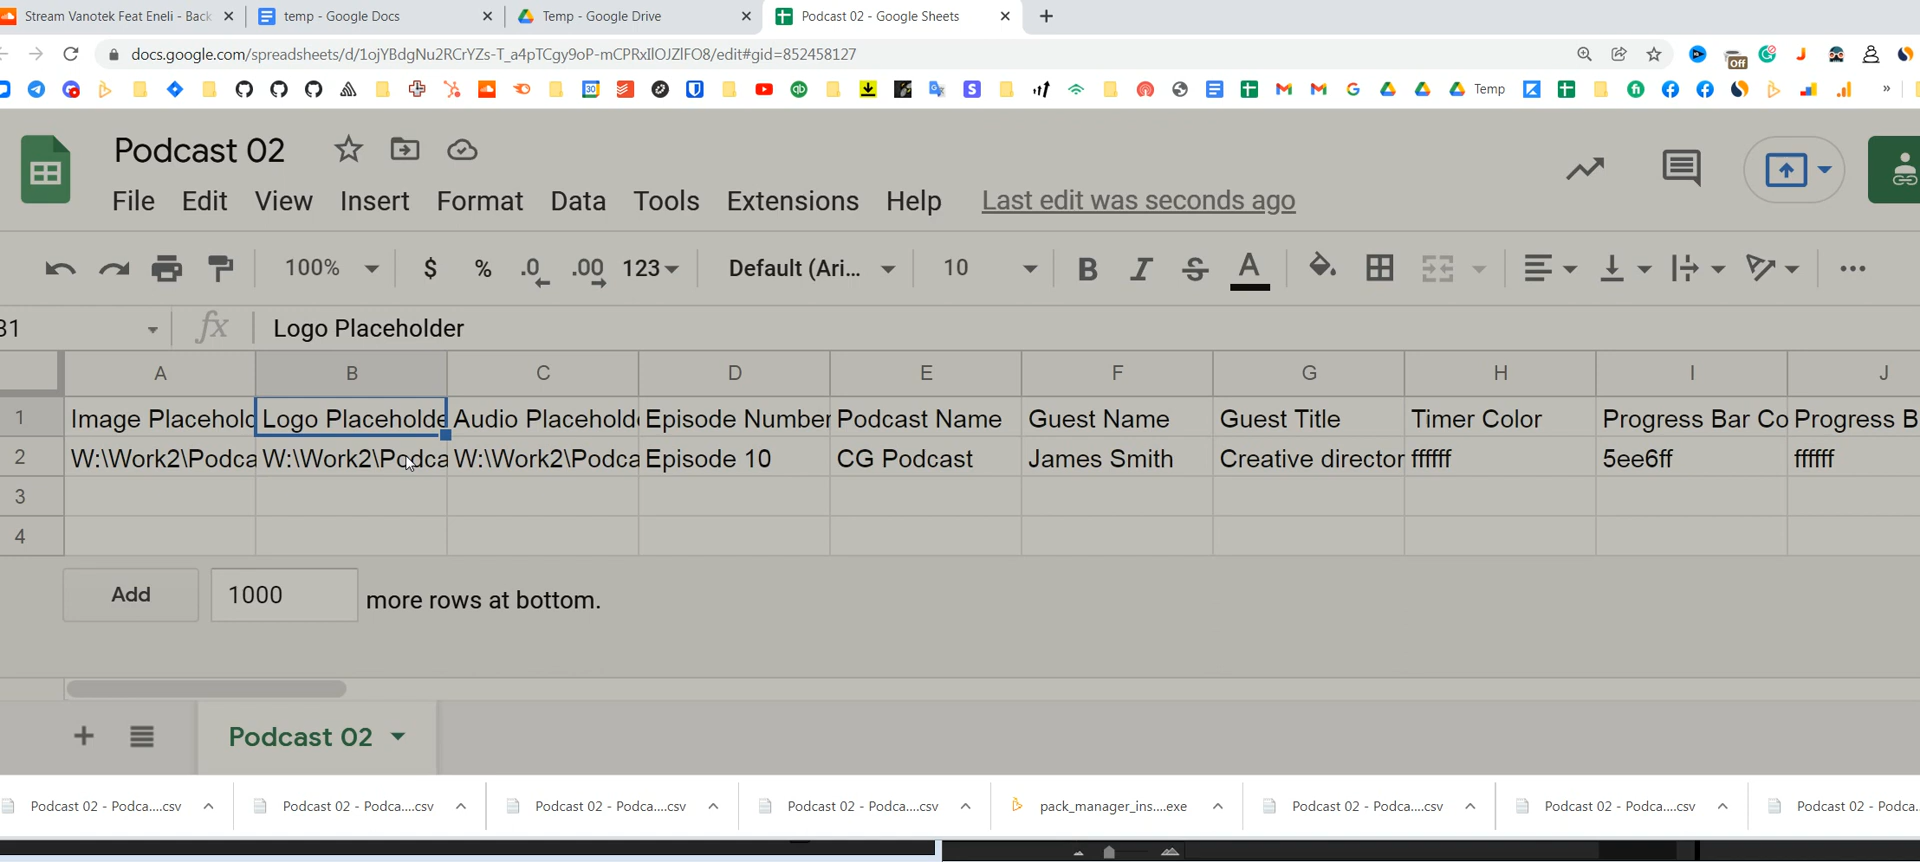 Stream Vanotek Feat Eneli - Back
temp - Google Docs
Temp - Google Drive
Podcast 02 - Google Sheets
docs.google.com/spreadsheets/d/1ojYBdgNu2RCrYZs-T_a4pTCgy9oP-mCPRxIlOJZlFO8/edit#gid=852458127
Off
Temp
Podcast 02
File Edit View Insert Format Data Tools Extensions Help Last edit was seconds ago
100% $ % .0 .00 123 Default (Ari... 10 B I S A
B1 fx Logo Placeholder
A B C D E F G H I J
1 Image Placehold Logo Placeholde Audio Placeholde Episode Number Podcast Name Guest Name Guest Title Timer Color Progress Bar Co Progress B
2 W:\Work2\Podca W:\Work2\Podca W:\Work2\Podca Episode 10 CG Podcast James Smith Creative director ffffff 5ee6ff ffffff
3
4
Add 1000 more rows at bottom.
Podcast 02
Podcast 02 - Podca....csv Podcast 02 - Podca....csv Podcast 02 - Podca....csv Podcast 02 - Podca....csv pack_manager_ins....exe Podcast 02 - Podca....csv Podcast 02 - Podca....csv Podcast 02 - Podca